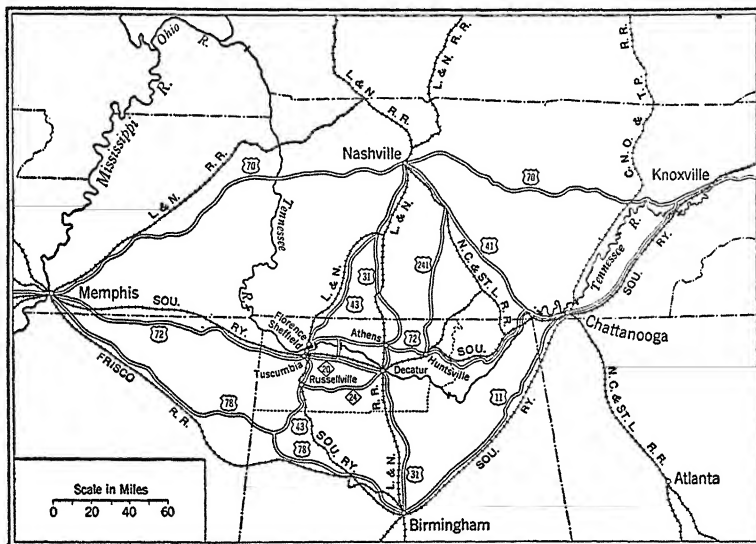 Ohio
R.
Mississippi
R.
L. & N.
R. R.
L. & N. R. R.
C. N. O. & T. P. R. R.
L. & N.
R. R.
70
Nashville
70
Knoxville
Tennessee
R.
L. & N.
31
43
L. & N.
241
N. C. & ST. L. R. R.
41
Tennessee
R.
SOU. RY.
Memphis
SOU.
RY.
72
Florence
Sheffield
Athens
72
SOU.
Chattanooga
Tuscumbia
20
Decatur
Huntsville
Russellville
24
FRISCO
R. R.
78
43
78
SOU. RY.
L. & N.
R. R.
31
11
SOU.
RY.
N. C. & ST. L. R. R.
Atlanta
Birmingham
Scale in Miles
0 20 40 60